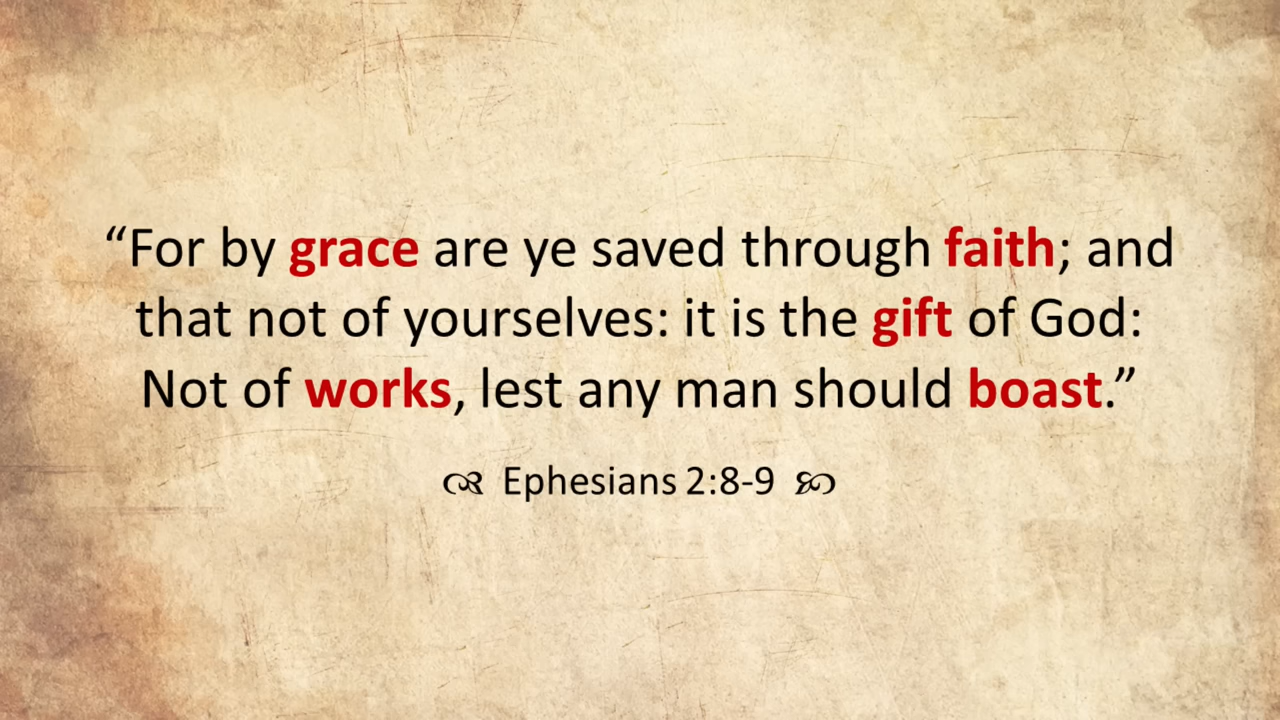 “For by grace are ye saved through faith; and
that not of yourselves: it is the gift of God:
Not of works, lest any man should boast.”
Ephesians 2:8-9